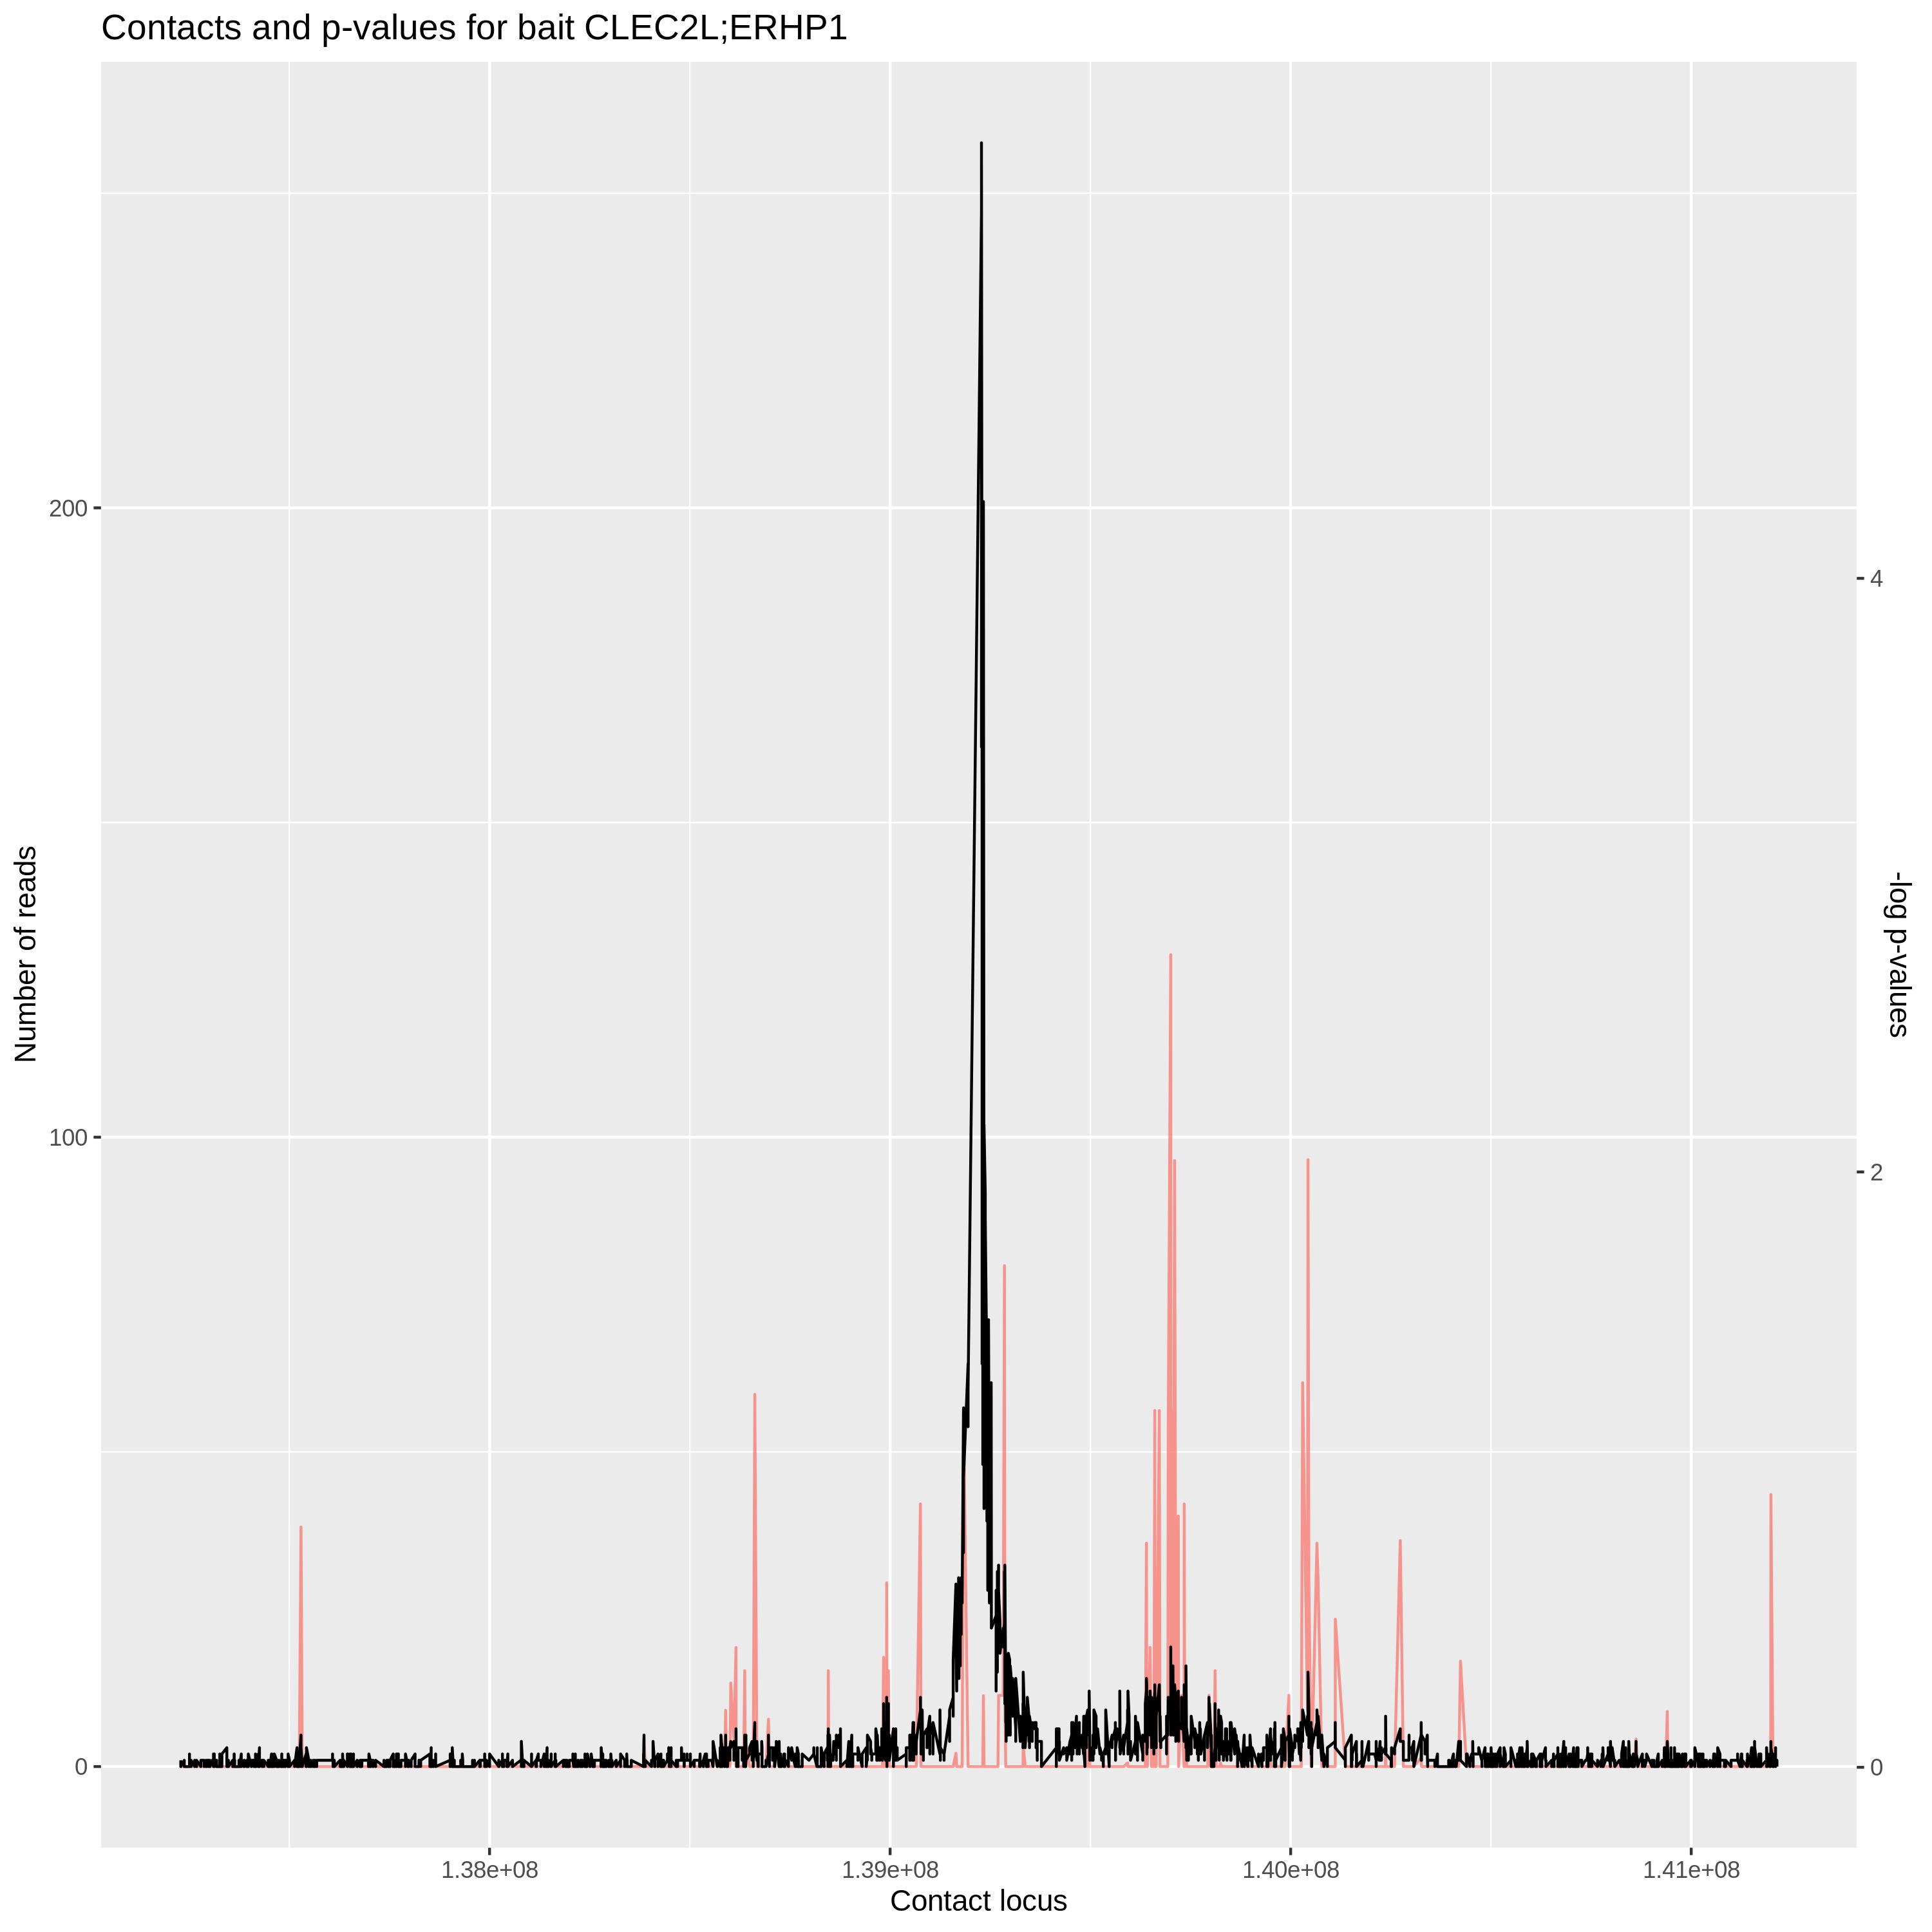 Contacts and p-values for bait CLEC2L;ERHP1
Number of reads
200
100
0
4
2
0
-log p-values
1.38e+08
1.39e+08
1.40e+08
1.41e+08
Contact locus